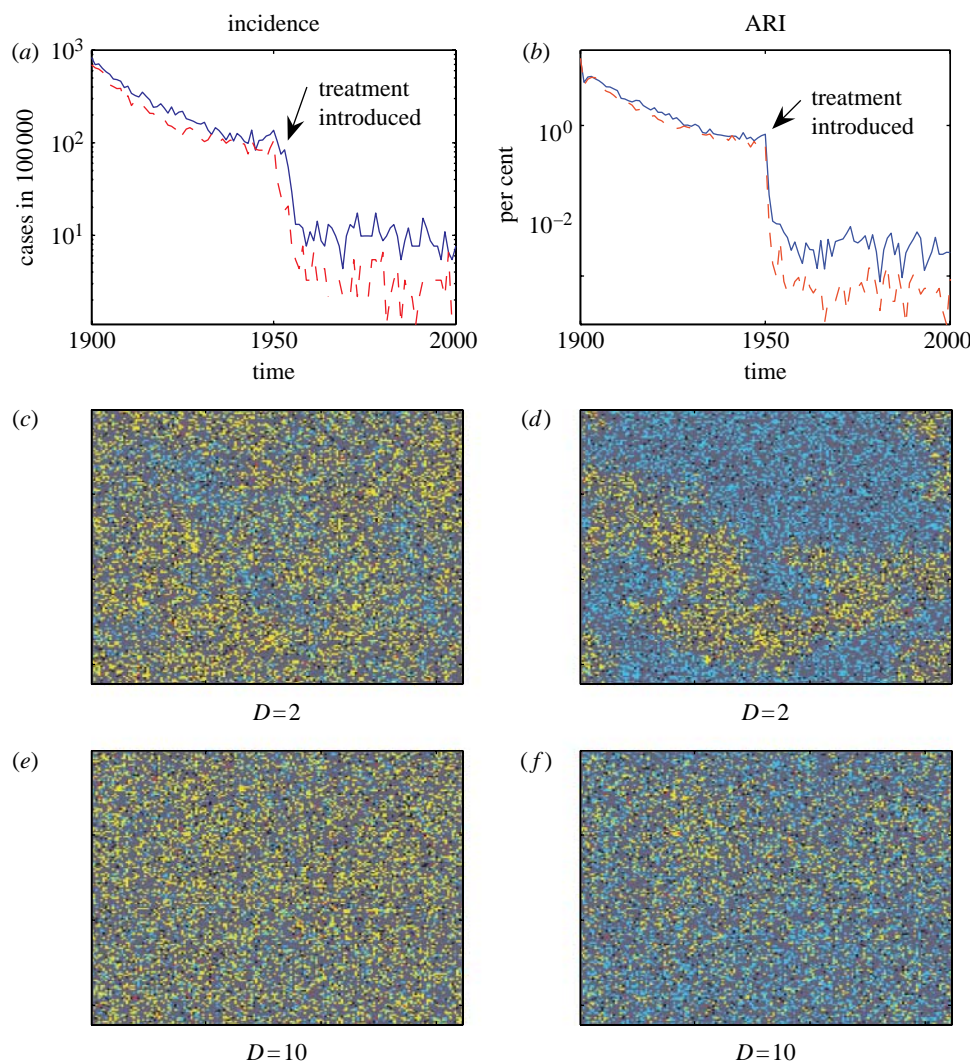 incidence
(a)
10³
10²
10¹
cases in 100 000
treatment
introduced
1900
1950
2000
time
ARI
(b)
10⁰
10⁻²
per cent
treatment
introduced
1900
1950
2000
time
(c)
D=2
(d)
D=2
(e)
D=10
(f)
D=10